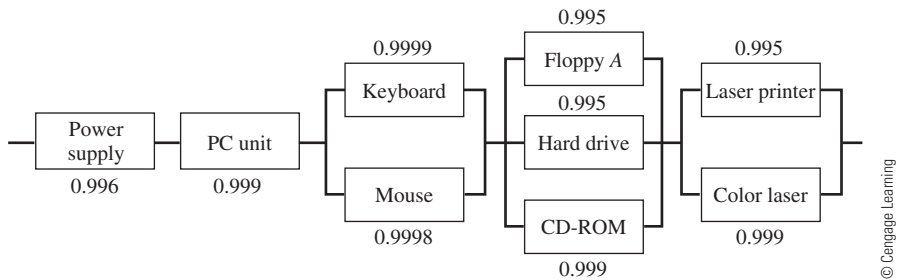 0.995
0.9999
Floppy A
0.995
Keyboard
0.995
Laser printer
Power
supply
PC unit
Hard drive
0.996
0.999
Mouse
Color laser
0.9998
CD-ROM
0.999
0.999
© Cengage Learning